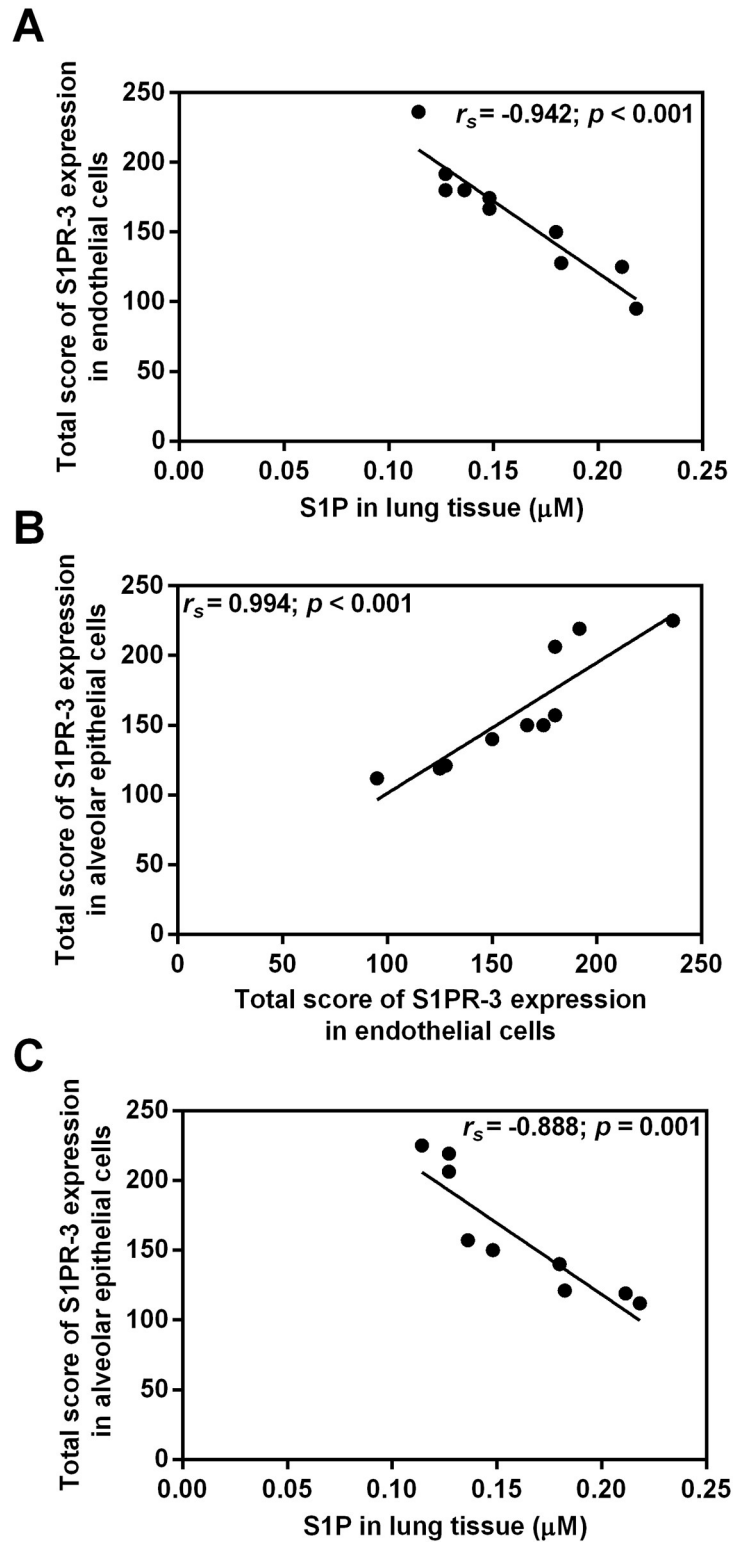 A
Total score of S1PR-3 expression
in endothelial cells
250
200
150
100
50
0
rs = -0.942; p < 0.001
0.00 0.05 0.10 0.15 0.20 0.25
S1P in lung tissue (μM)
B
Total score of S1PR-3 expression
in alveolar epithelial cells
250
200
150
100
50
0
rs = 0.994; p < 0.001
0 50 100 150 200 250
Total score of S1PR-3 expression
in endothelial cells
C
Total score of S1PR-3 expression
in alveolar epithelial cells
250
200
150
100
50
0
rs = -0.888; p = 0.001
0.00 0.05 0.10 0.15 0.20 0.25
S1P in lung tissue (μM)